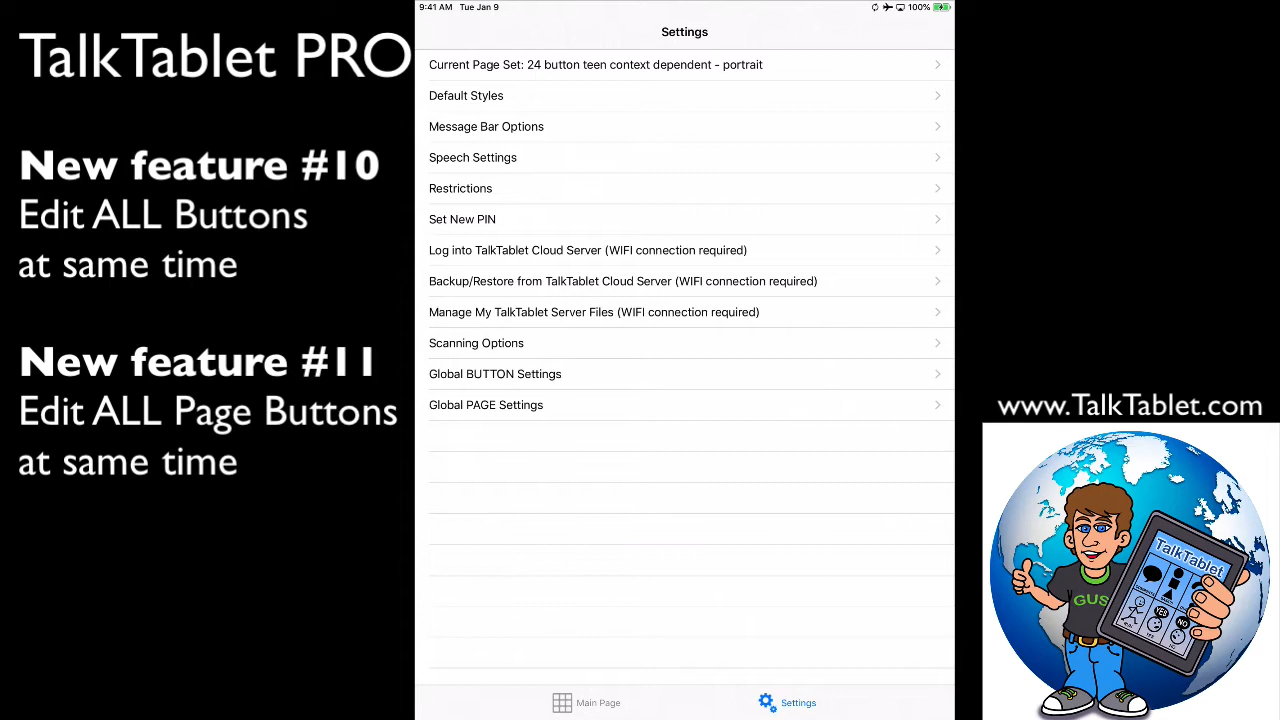 TalkTablet PRO
New feature #10
Edit ALL Buttons
at same time
New feature #11
Edit ALL Page Buttons
at same time
9:41 AM Tue Jan 9
100%
Settings
Current Page Set: 24 button teen context dependent - portrait
Default Styles
Message Bar Options
Speech Settings
Restrictions
Set New PIN
Log into TalkTablet Cloud Server (WIFI connection required)
Backup/Restore from TalkTablet Cloud Server (WIFI connection required)
Manage My TalkTablet Server Files (WIFI connection required)
Scanning Options
Global BUTTON Settings
Global PAGE Settings
Main Page
Settings
www.TalkTablet.com
TalkTablet
GUS
YES
NO